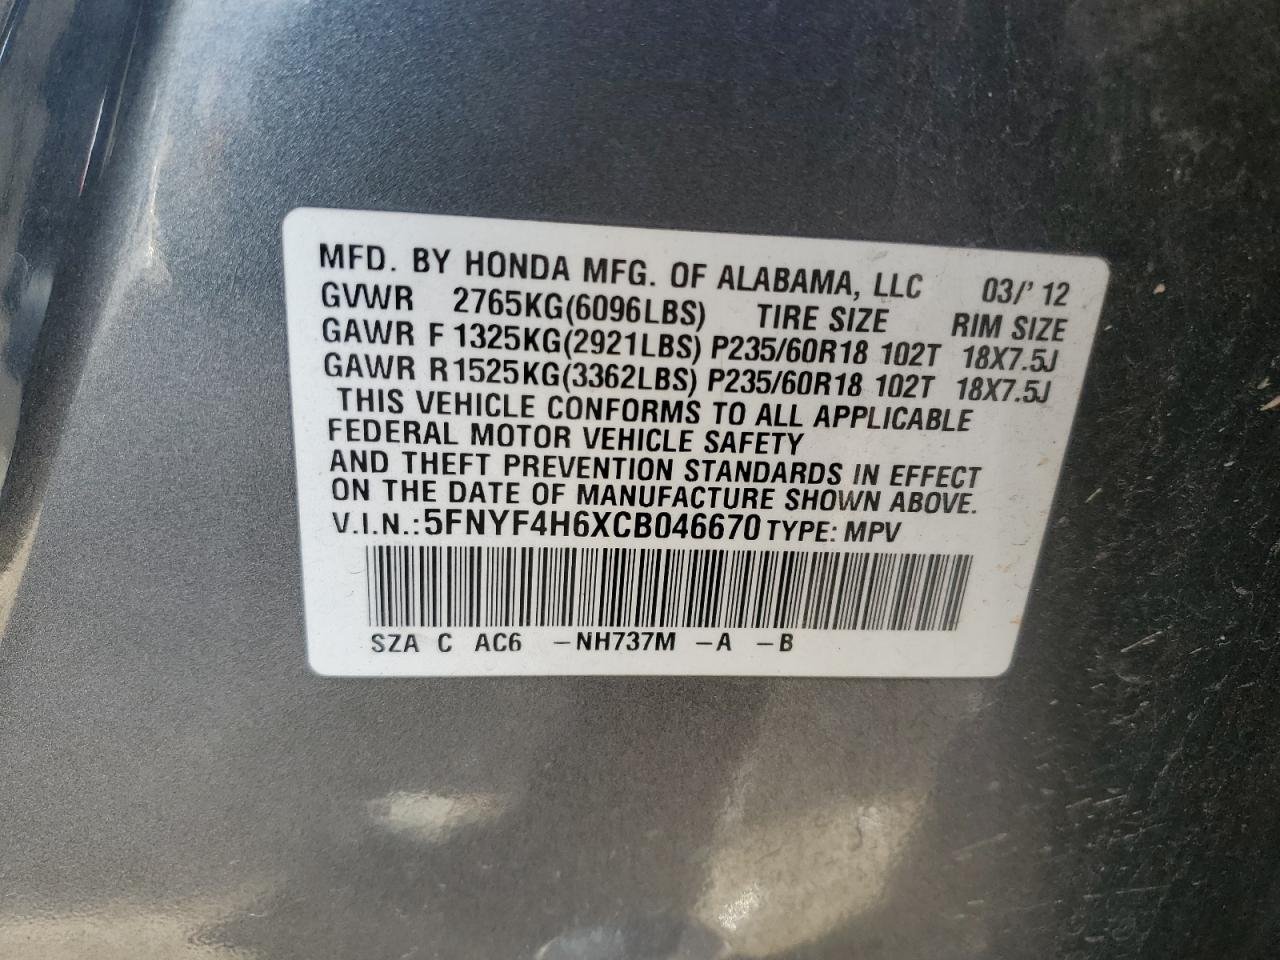 MFD. BY HONDA MFG. OF ALABAMA, LLC 03/' 12
GVWR 2765KG(6096LBS) TIRE SIZE RIM SIZE
GAWR F 1325KG(2921LBS) P235/60R18 102T 18X7.5J
GAWR R 1525KG(3362LBS) P235/60R18 102T 18X7.5J
THIS VEHICLE CONFORMS TO ALL APPLICABLE
FEDERAL MOTOR VEHICLE SAFETY
AND THEFT PREVENTION STANDARDS IN EFFECT
ON THE DATE OF MANUFACTURE SHOWN ABOVE.
V.I.N.: 5FNYF4H6XCB046670 TYPE: MPV
SZA C AC6 –NH737M –A –B